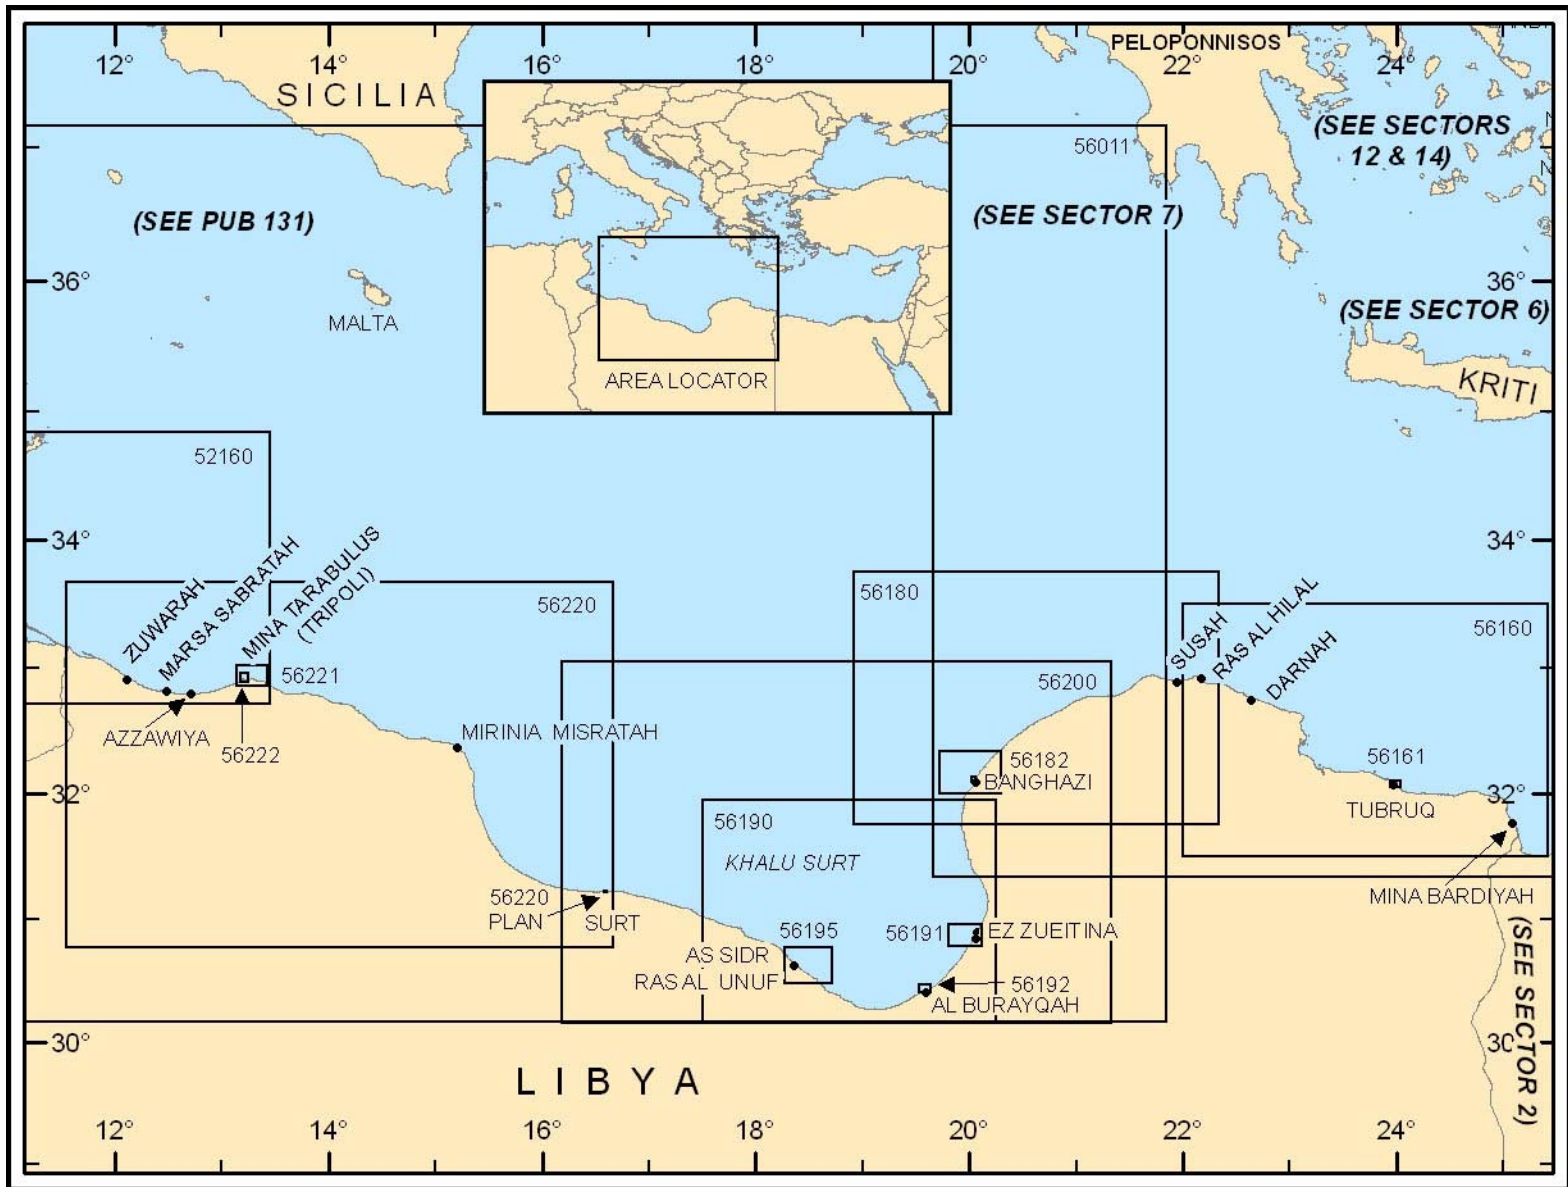 12°
14°
16°
18°
20°
22°
24°
PELOPONNISOS
SICILIA
(SEE SECTORS
12 & 14)
56011
(SEE PUB 131)
(SEE SECTOR 7)
36°
36°
(SEE SECTOR 6)
MALTA
AREA LOCATOR
KRITI
52160
34°
34°
ZUWARAH
MARSA SABRATAH
MINA TARABULUS
(TRIPOLI)
56220
56180
56160
SUSAH
RAS AL HILAL
DARNAH
56221
56200
AZZAWIYA
56222
MIRINIA MISRATAH
56182
BANGHAZI
56161
32°
32°
TUBRUQ
56190
KHALU SURT
MINA BARDIYAH
56220
PLAN
SURT
56195
56191
EZ ZUEITINA
AS SIDR
RAS AL UNUF
56192
AL BURAYQAH
(SEE SECTOR 2)
30°
30°
LIBYA
12°
14°
16°
18°
20°
22°
24°